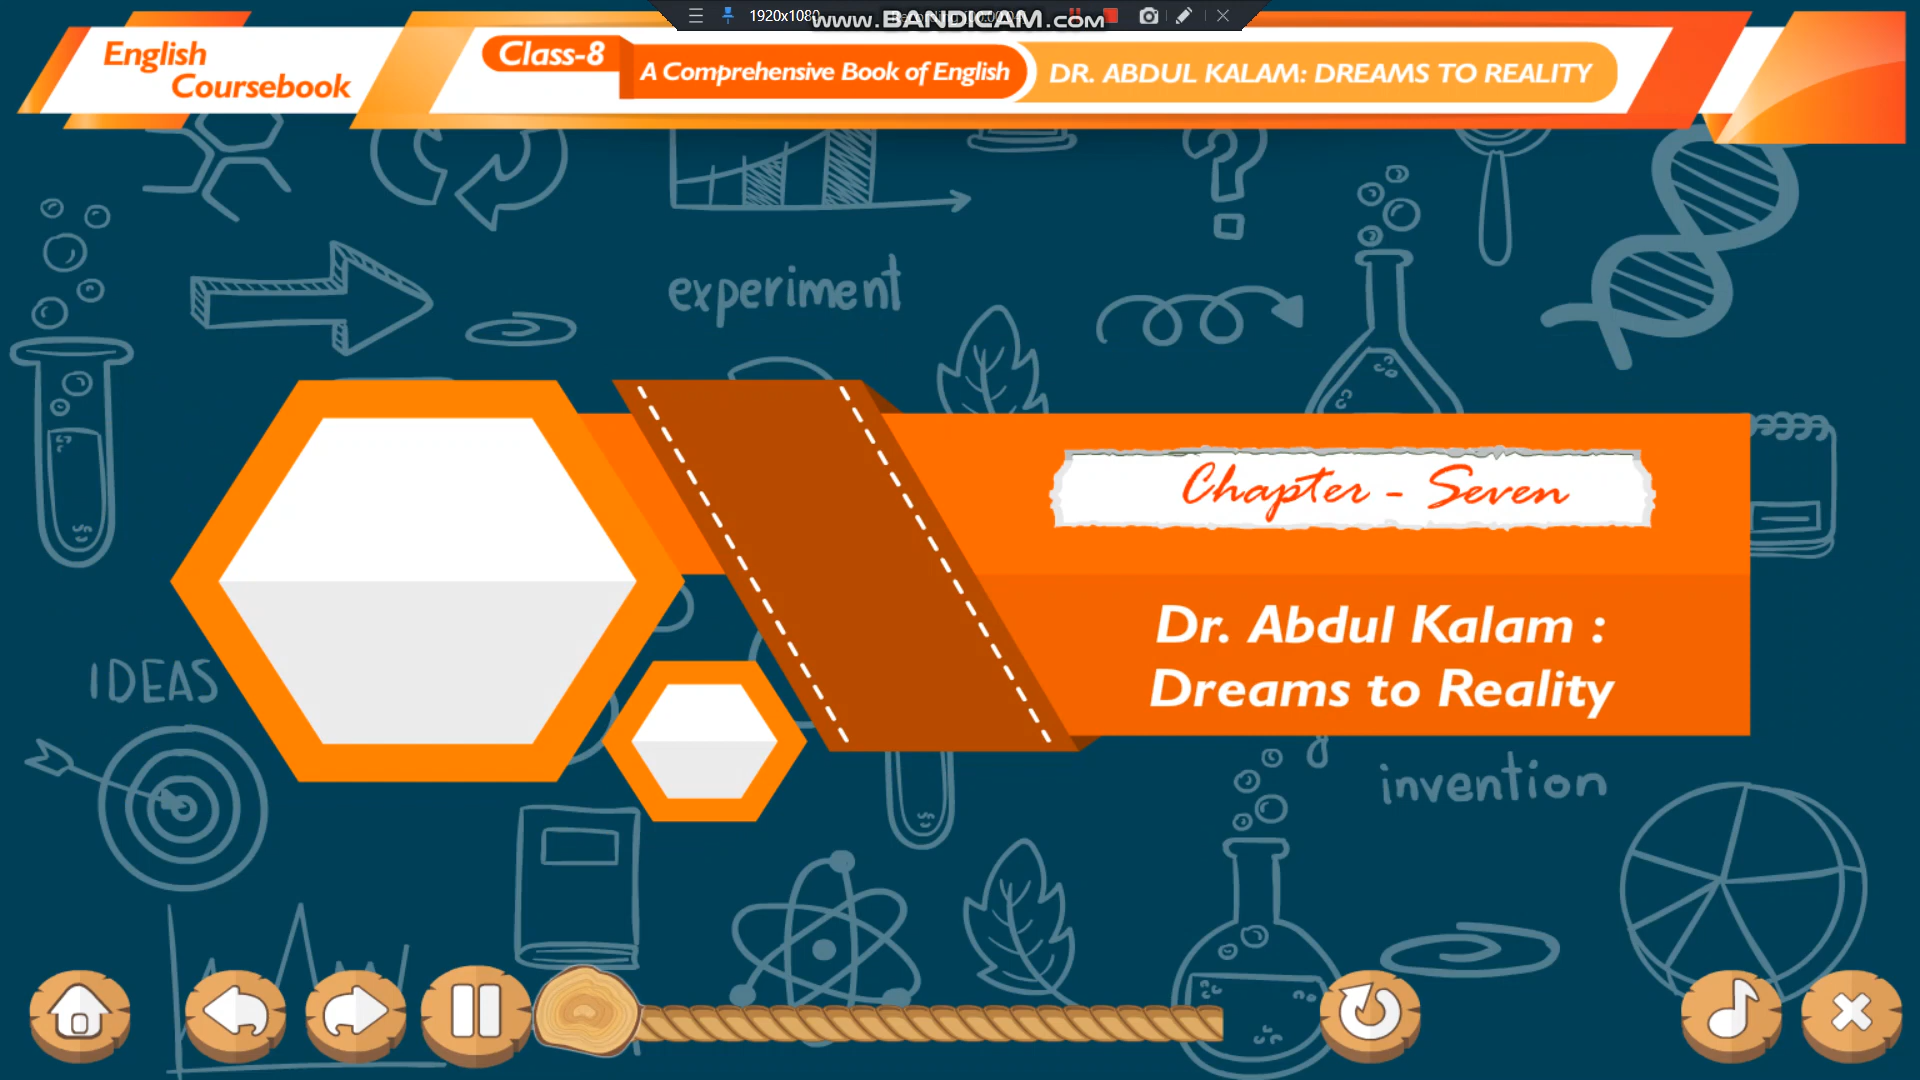 1920x1080
www.BANDICAM.com
English
Coursebook
Class-8
A Comprehensive Book of English
DR. ABDUL KALAM: DREAMS TO REALITY
experiment
Chapter - Seven
Dr. Abdul Kalam :
Dreams to Reality
IDEAS
invention